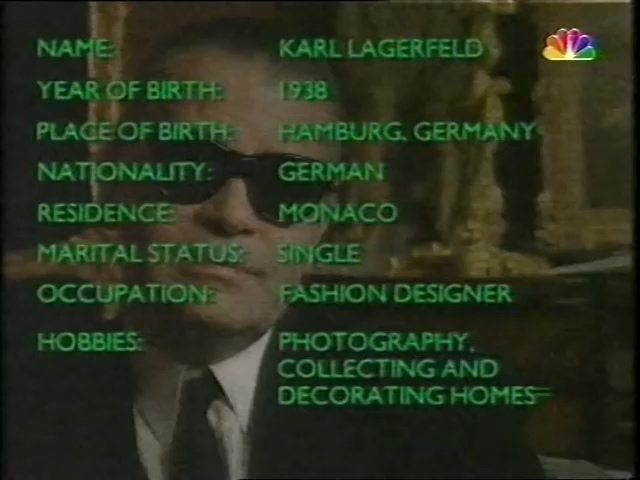 NAME: KARL LAGERFELD
YEAR OF BIRTH: 1938
PLACE OF BIRTH: HAMBURG, GERMANY
NATIONALITY: GERMAN
RESIDENCE: MONACO
MARITAL STATUS: SINGLE
OCCUPATION: FASHION DESIGNER
HOBBIES: PHOTOGRAPHY,
COLLECTING AND
DECORATING HOMES